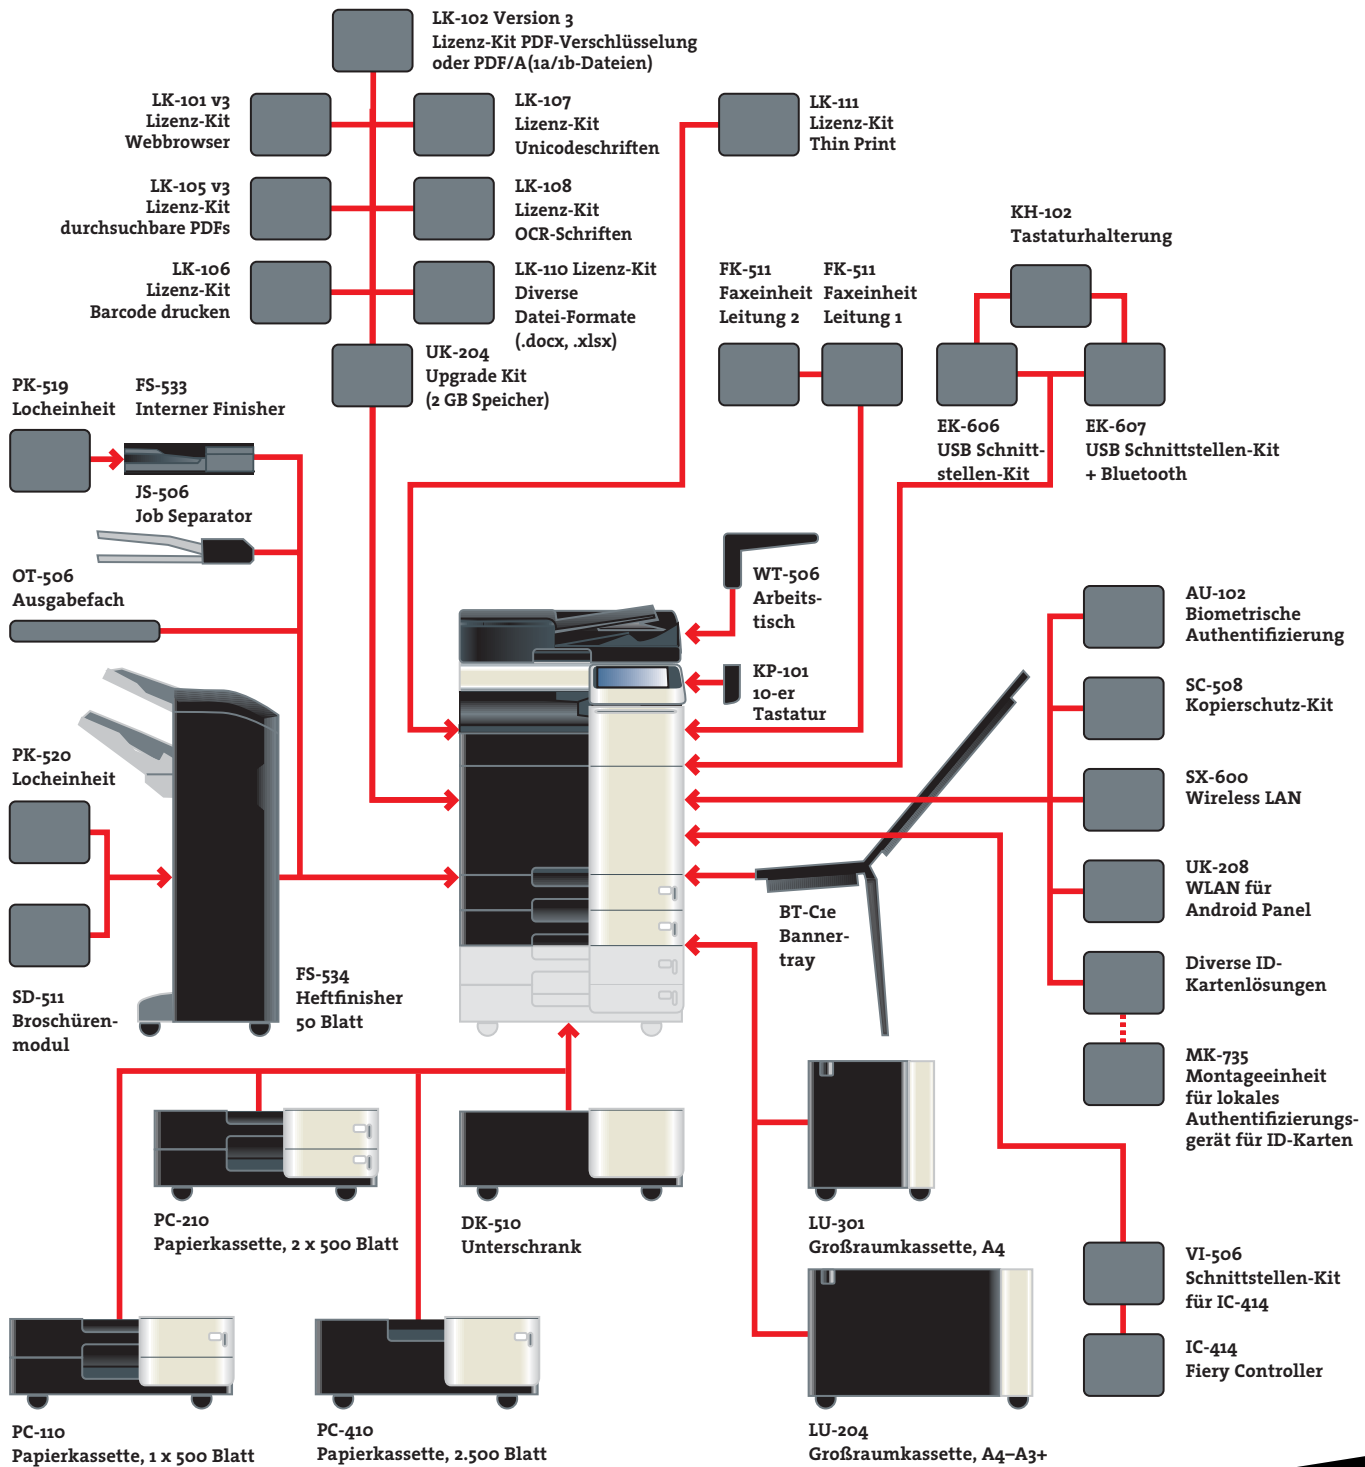 LK-102 Version 3
Lizenz-Kit PDF-Verschlüsselung
oder PDF/A(1a/1b-Dateien)
LK-101 v3
Lizenz-Kit
Webbrowser
LK-107
Lizenz-Kit
Unicodeschriften
LK-111
Lizenz-Kit
Thin Print
LK-105 v3
Lizenz-Kit
durchsuchbare PDFs
LK-108
Lizenz-Kit
OCR-Schriften
KH-102
Tastaturhalterung
LK-106
Lizenz-Kit
Barcode drucken
LK-110 Lizenz-Kit
Diverse
Datei-Formate
(.docx, .xlsx)
FK-511
Faxeinheit
Leitung 2
FK-511
Faxeinheit
Leitung 1
UK-204
Upgrade Kit
(2 GB Speicher)
PK-519
Locheinheit
FS-533
Interner Finisher
EK-606
USB Schnitt-
stellen-Kit
EK-607
USB Schnittstellen-Kit
+ Bluetooth
JS-506
Job Separator
OT-506
Ausgabefach
WT-506
Arbeits-
tisch
AU-102
Biometrische
Authentifizierung
KP-101
10-er
Tastatur
SC-508
Kopierschutz-Kit
PK-520
Locheinheit
SX-600
Wireless LAN
UK-208
WLAN für
Android Panel
BT-C1e
Banner-
tray
Diverse ID-
Kartenlösungen
SD-511
Broschüren-
modul
FS-534
Heftfinisher
50 Blatt
MK-735
Montageeinheit
für lokales
Authentifizierungs-
gerät für ID-Karten
PC-210
Papierkassette, 2 x 500 Blatt
DK-510
Unterschrank
LU-301
Großraumkassette, A4
VI-506
Schnittstellen-Kit
für IC-414
IC-414
Fiery Controller
PC-110
Papierkassette, 1 x 500 Blatt
PC-410
Papierkassette, 2.500 Blatt
LU-204
Großraumkassette, A4–A3+